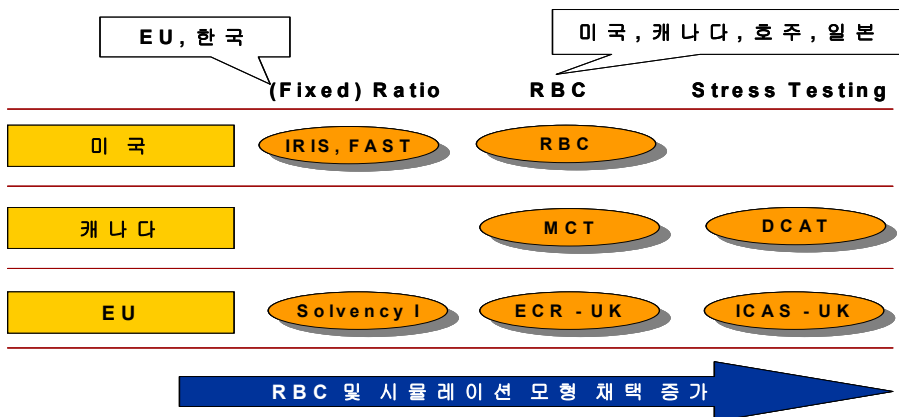 EU, 한국
미국, 캐나다, 호주, 일본
(Fixed) Ratio RBC Stress Testing
미국 IRIS, FAST RBC
캐나다 MCT DCAT
EU Solvency I ECR - UK ICAS - UK
RBC 및 시뮬레이션 모형 채택 증가